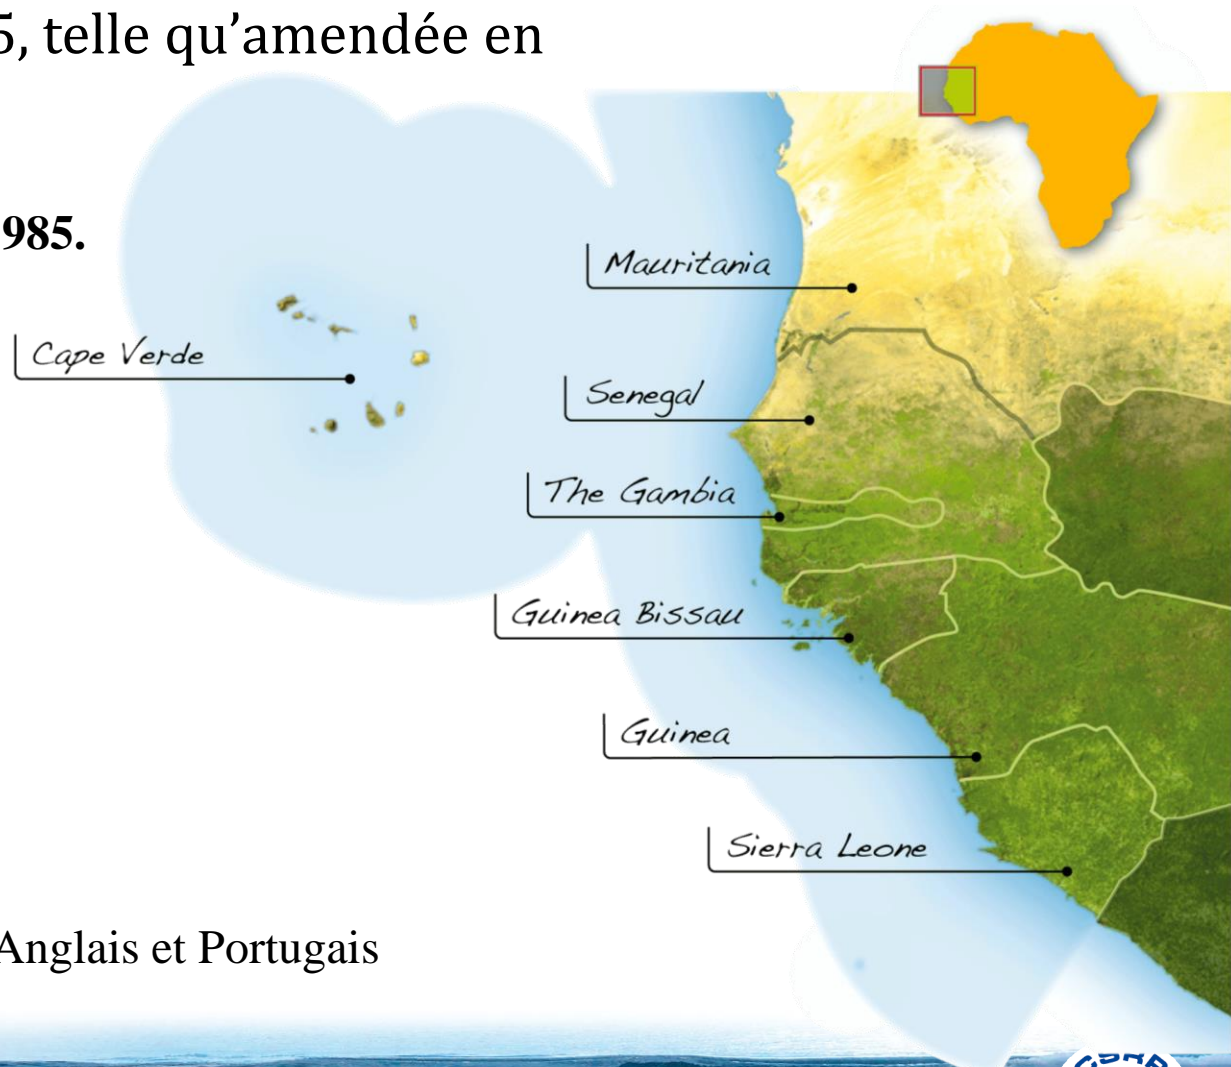 5, telle qu’amendée en
985.
Mauritania
Cape Verde
Senegal
The Gambia
Guinea Bissau
Guinea
Sierra Leone
Anglais et Portugais
CSRP